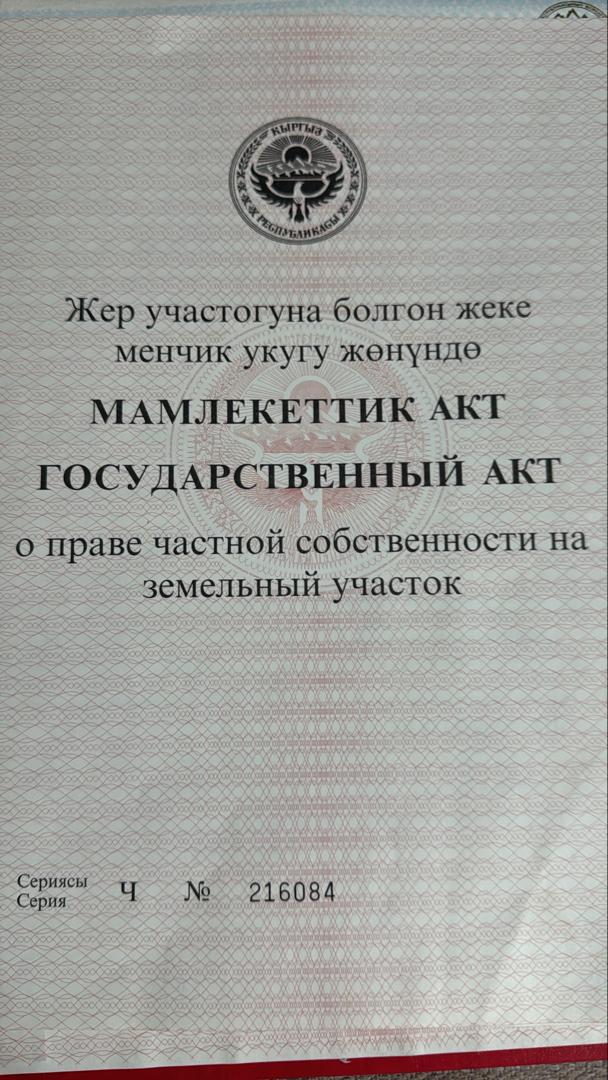 КЫРГЫЗ
РЕСПУБЛИКАСЫ
Жер участогуна болгон жеке
менчик укугу жөнүндө
МАМЛЕКЕТТИК АКТ
ГОСУДАРСТВЕННЫЙ АКТ
о праве частной собственности на
земельный участок
Сериясы
Серия
Ч № 216084